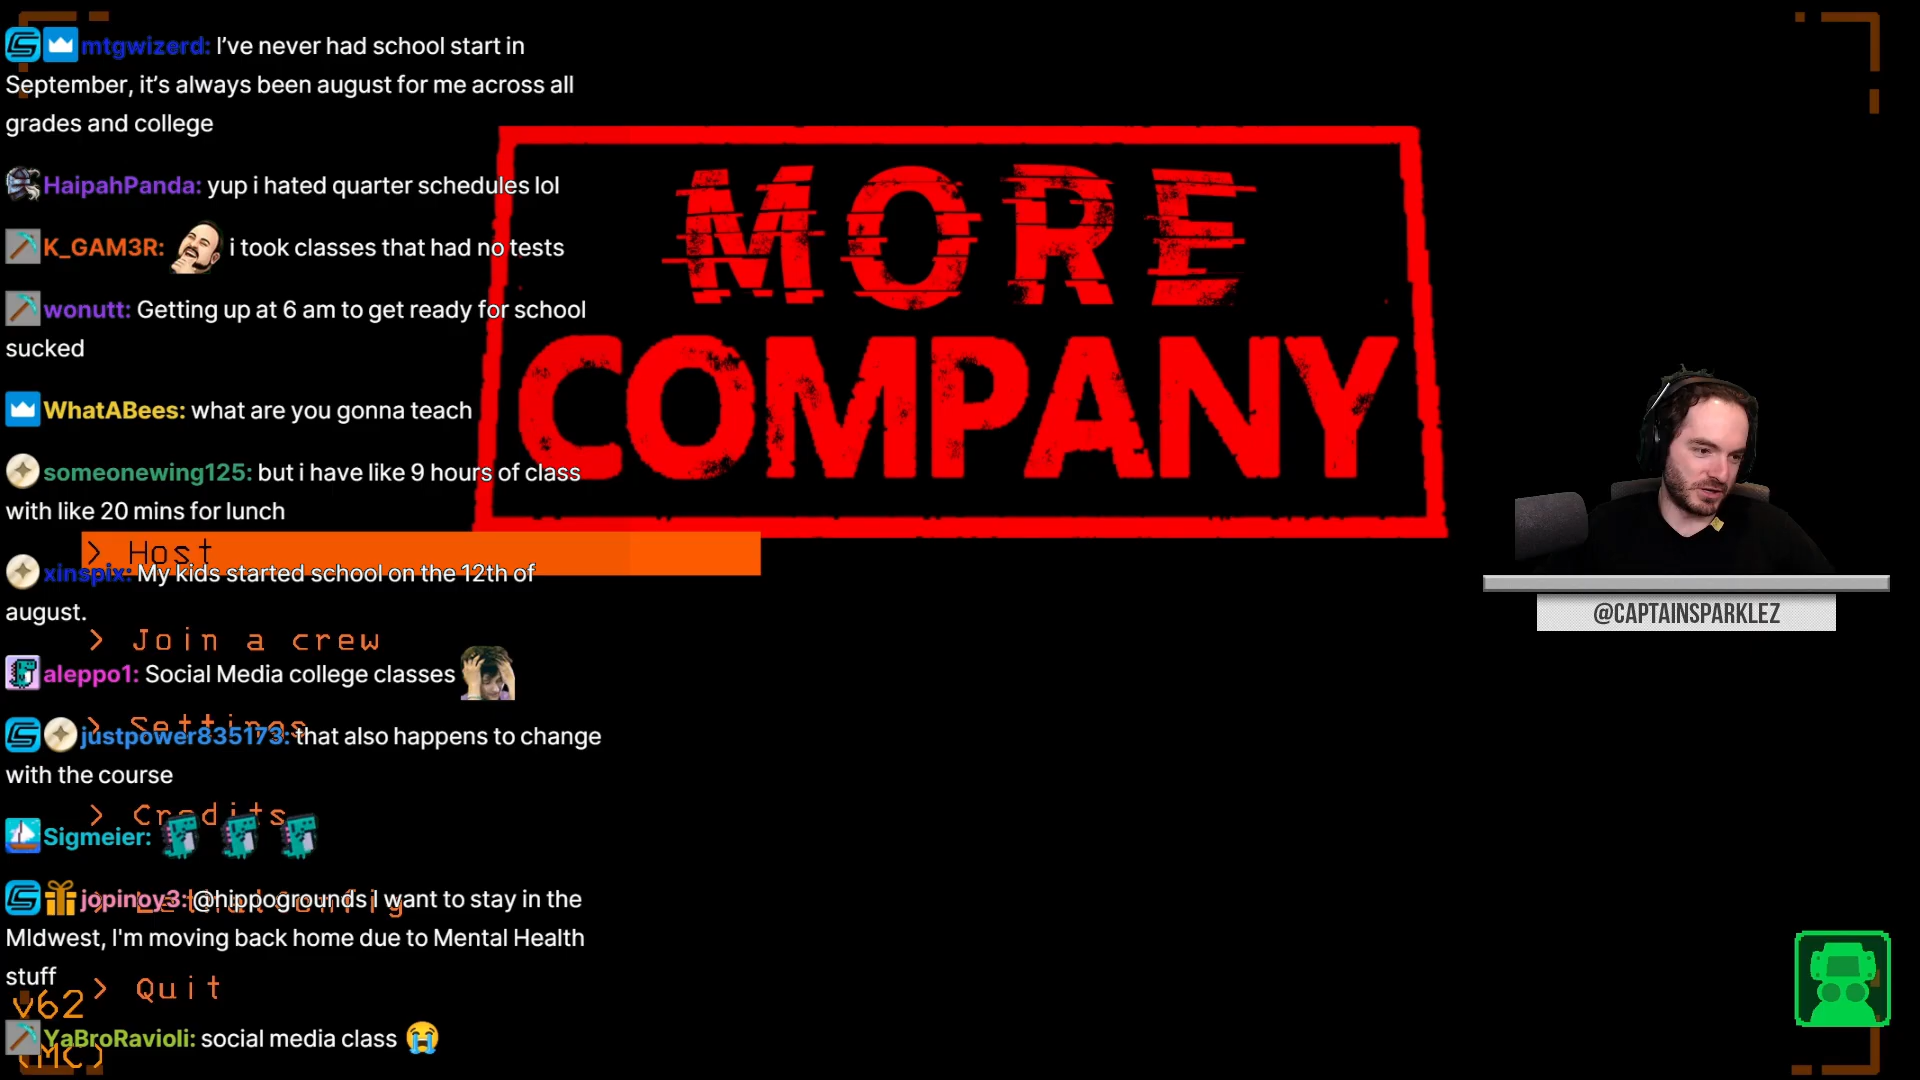 mtgwizerd: I've never had school start in
September, it's always been august for me across all
grades and college
HaipahPanda: yup i hated quarter schedules lol
K_GAM3R: i took classes that had no tests
wonutt: Getting up at 6 am to get ready for school
sucked
WhatABees: what are you gonna teach
someonewing125: but i have like 9 hours of class
with like 20 mins for lunch
xinspix: My kids started school on the 12th of
august.
aleppo1: Social Media college classes
justpower835173: that also happens to change
with the course
Sigmeier:
jopinoy3: @hippogrounds I want to stay in the
MIdwest, I'm moving back home due to Mental Health
stuff
YaBroRavioli: social media class
MORE
COMPANY
> Host
> Join a crew
> Settings
> Credits
> LethalConfig
> Quit
v62
(MC)
@CAPTAINSPARKLEZ